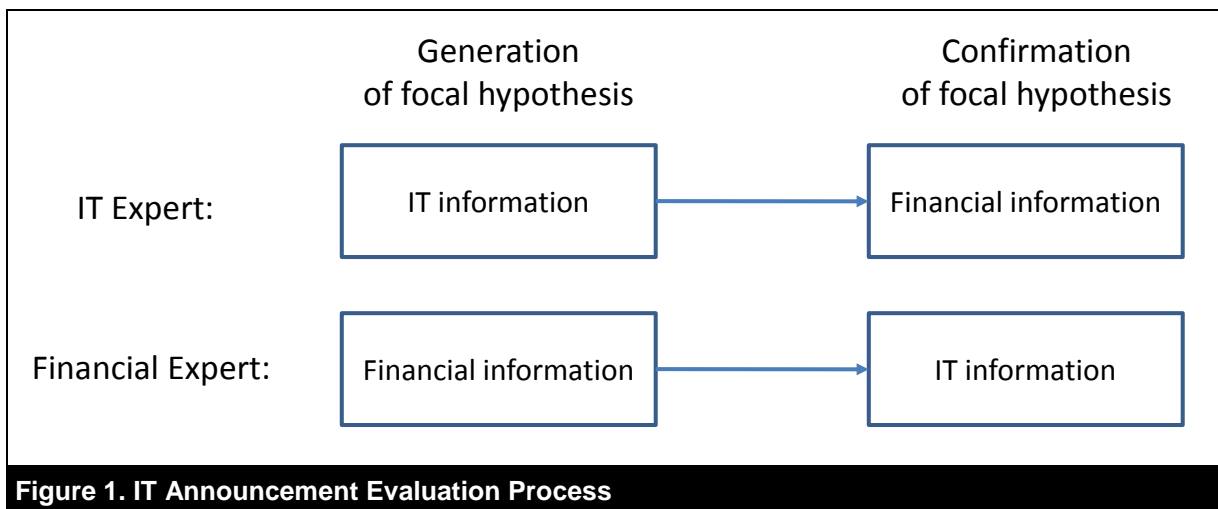 Generation
of focal hypothesis
Confirmation
of focal hypothesis
IT Expert:
IT information
Financial information
Financial Expert:
Financial information
IT information
Figure 1. IT Announcement Evaluation Process